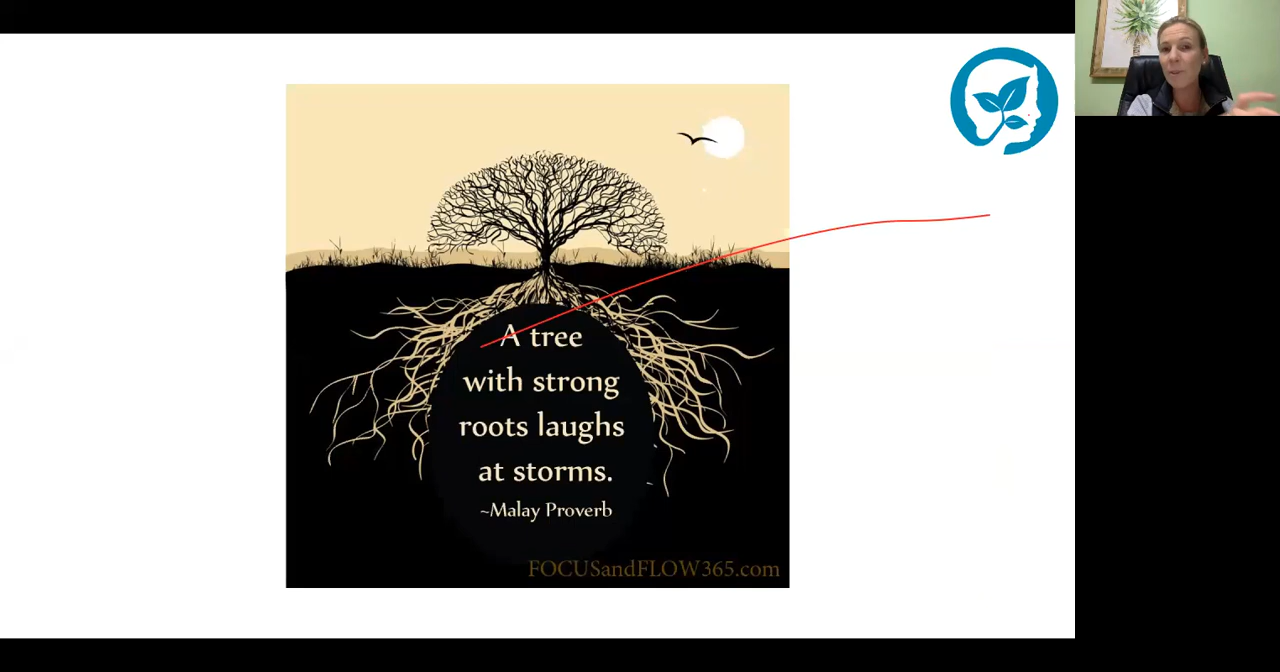 A tree
with strong
roots laughs
at storms.
~Malay Proverb
FOCUSandFLOW365.com